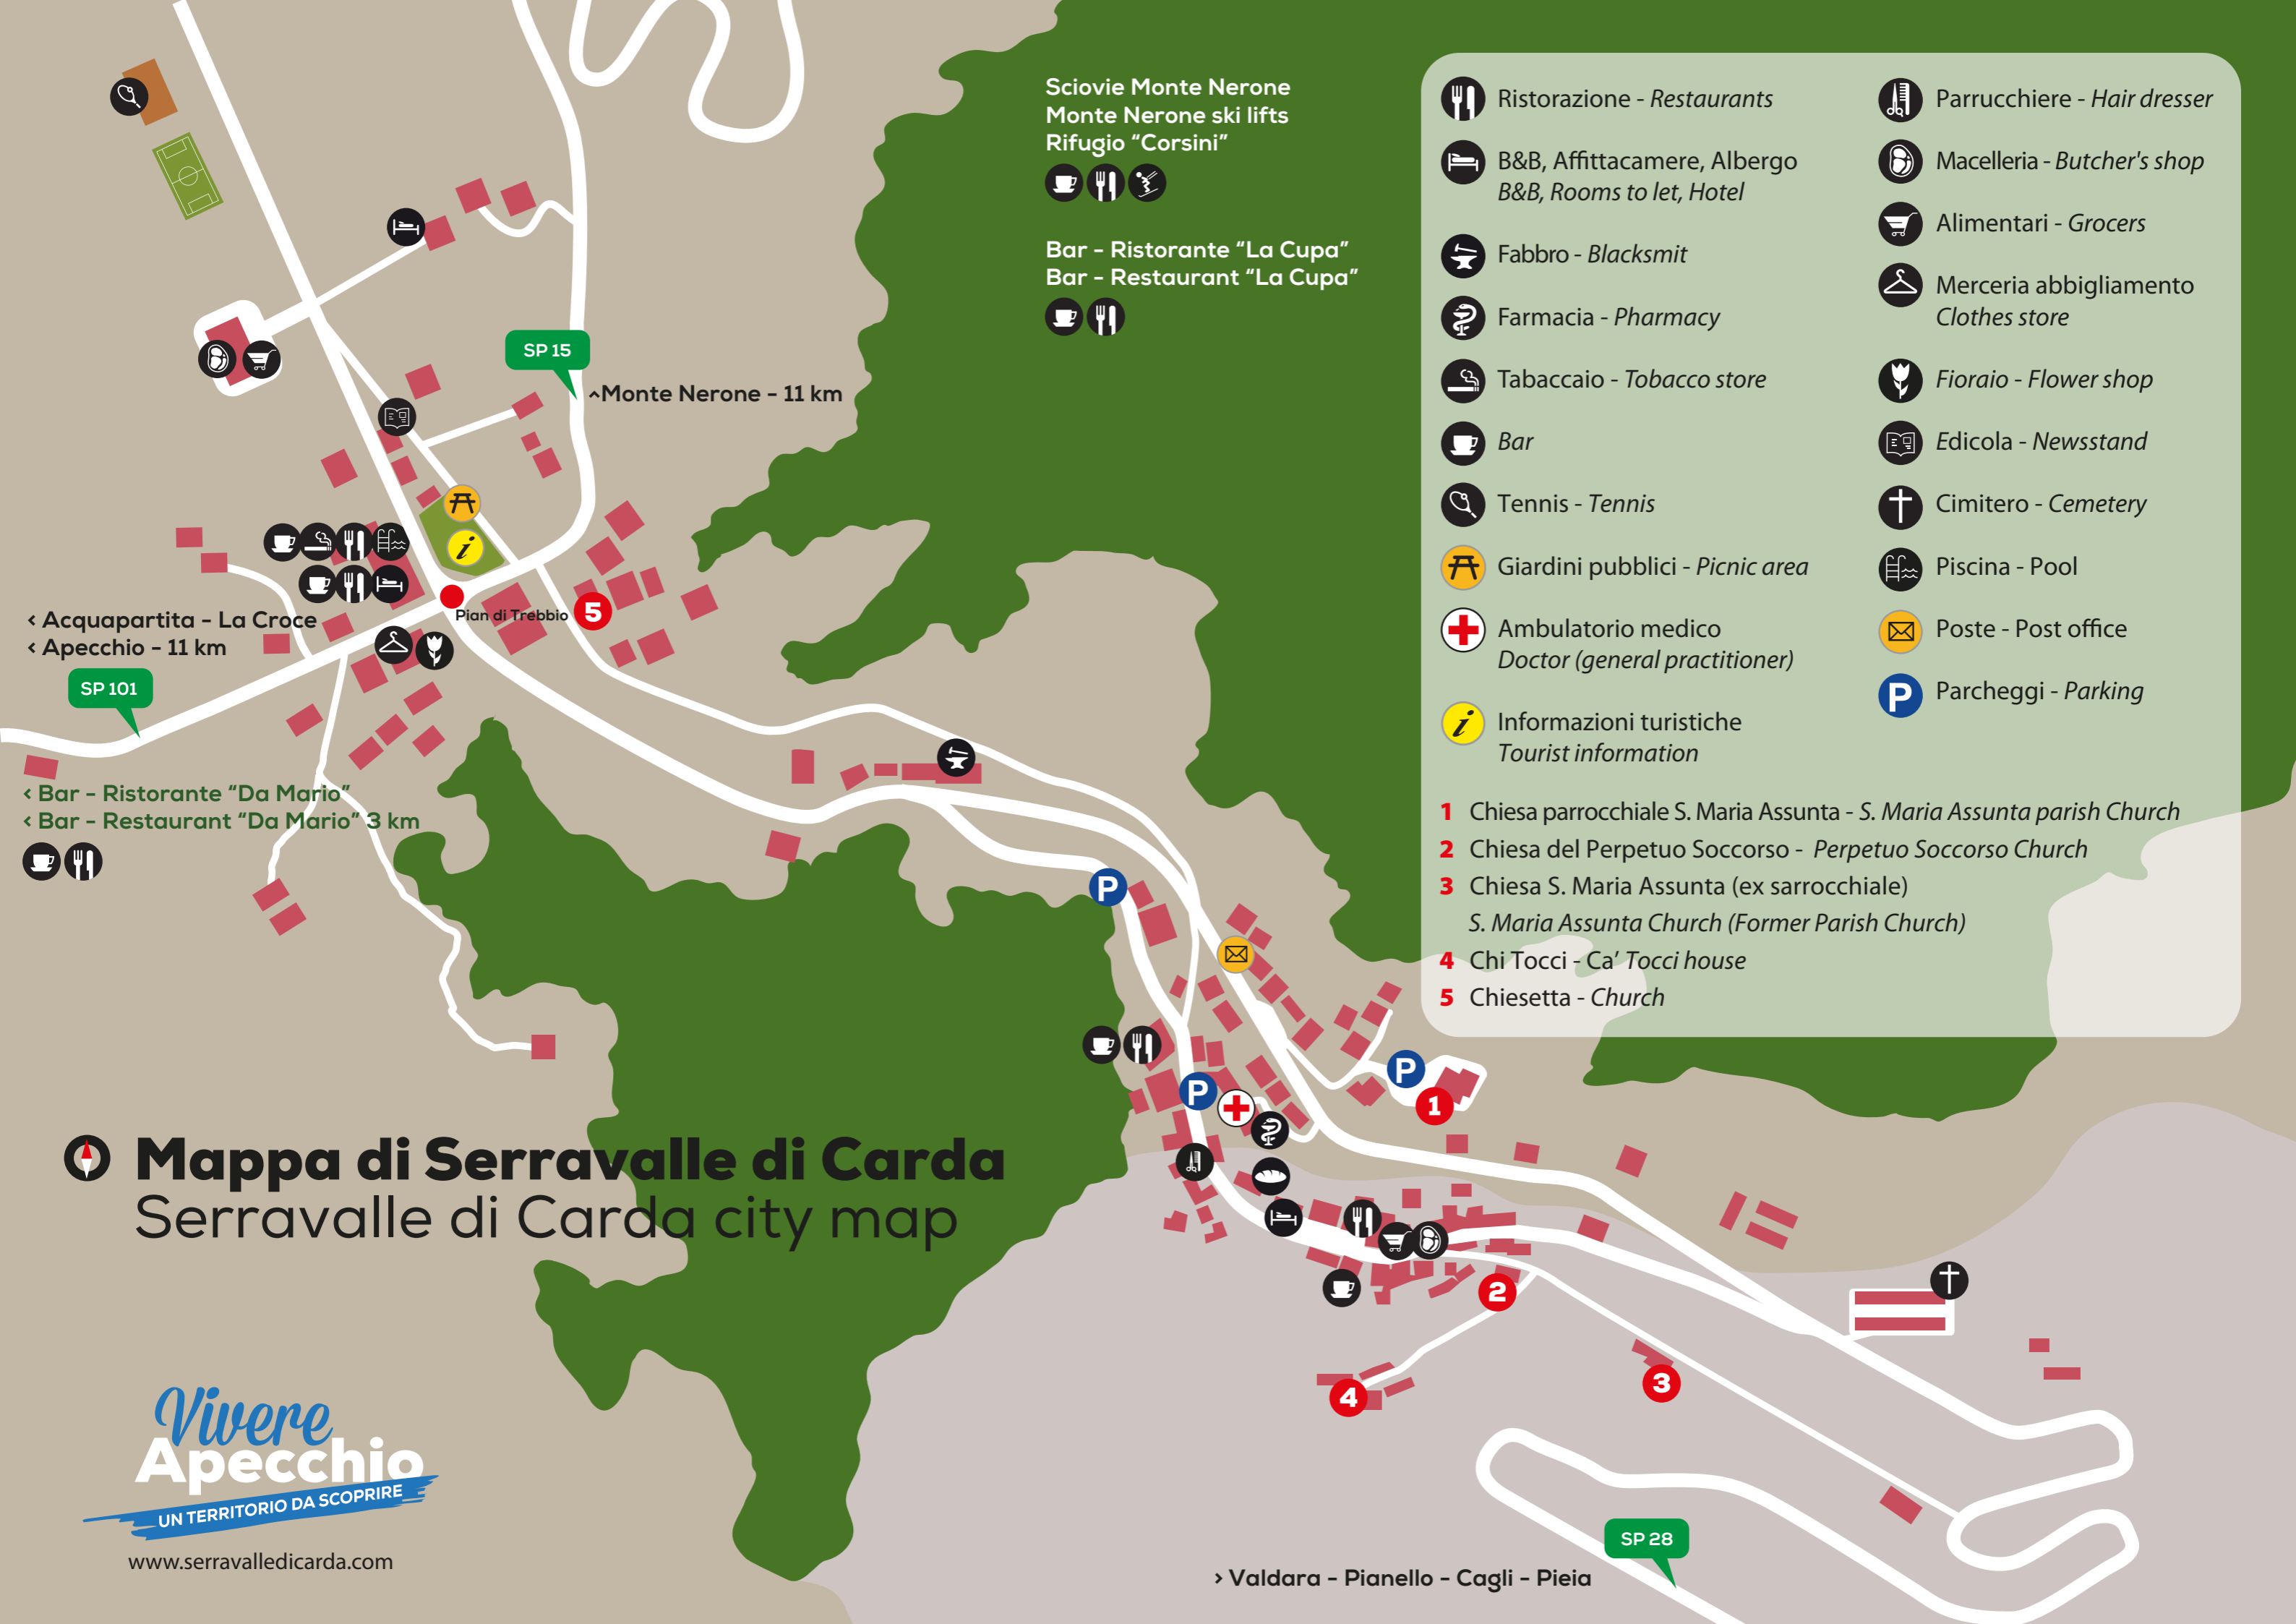 Sciovie Monte Nerone
Monte Nerone ski lifts
Rifugio “Corsini”
Bar - Ristorante “La Cupa”
Bar - Restaurant “La Cupa”
SP 15
^Monte Nerone - 11 km
Pian di Trebbio
5
‹ Acquapartita - La Croce
‹ Apecchio - 11 km
SP 101
‹ Bar - Ristorante “Da Mario”
‹ Bar - Restaurant “Da Mario” 3 km
Ristorazione - Restaurants
B&B, Affittacamere, Albergo
B&B, Rooms to let, Hotel
Fabbro - Blacksmit
Farmacia - Pharmacy
Tabaccaio - Tobacco store
Bar
Tennis - Tennis
Giardini pubblici - Picnic area
Ambulatorio medico
Doctor (general practitioner)
i
Informazioni turistiche
Tourist information
Parrucchiere - Hair dresser
Macelleria - Butcher's shop
Alimentari - Grocers
Merceria abbigliamento
Clothes store
Fioraio - Flower shop
Edicola - Newsstand
Cimitero - Cemetery
Piscina - Pool
Poste - Post office
P
Parcheggi - Parking
1 Chiesa parrocchiale S. Maria Assunta - S. Maria Assunta parish Church
2 Chiesa del Perpetuo Soccorso - Perpetuo Soccorso Church
3 Chiesa S. Maria Assunta (ex sarrocchiale)
S. Maria Assunta Church (Former Parish Church)
4 Chi Tocci - Ca’ Tocci house
5 Chiesetta - Church
i
P
P
P
1
2
3
4
Mappa di Serravalle di Carda
Serravalle di Carda city map
Vivere
Apecchio
UN TERRITORIO DA SCOPRIRE
www.serravalledicarda.com
SP 28
› Valdara - Pianello - Cagli - Pieia